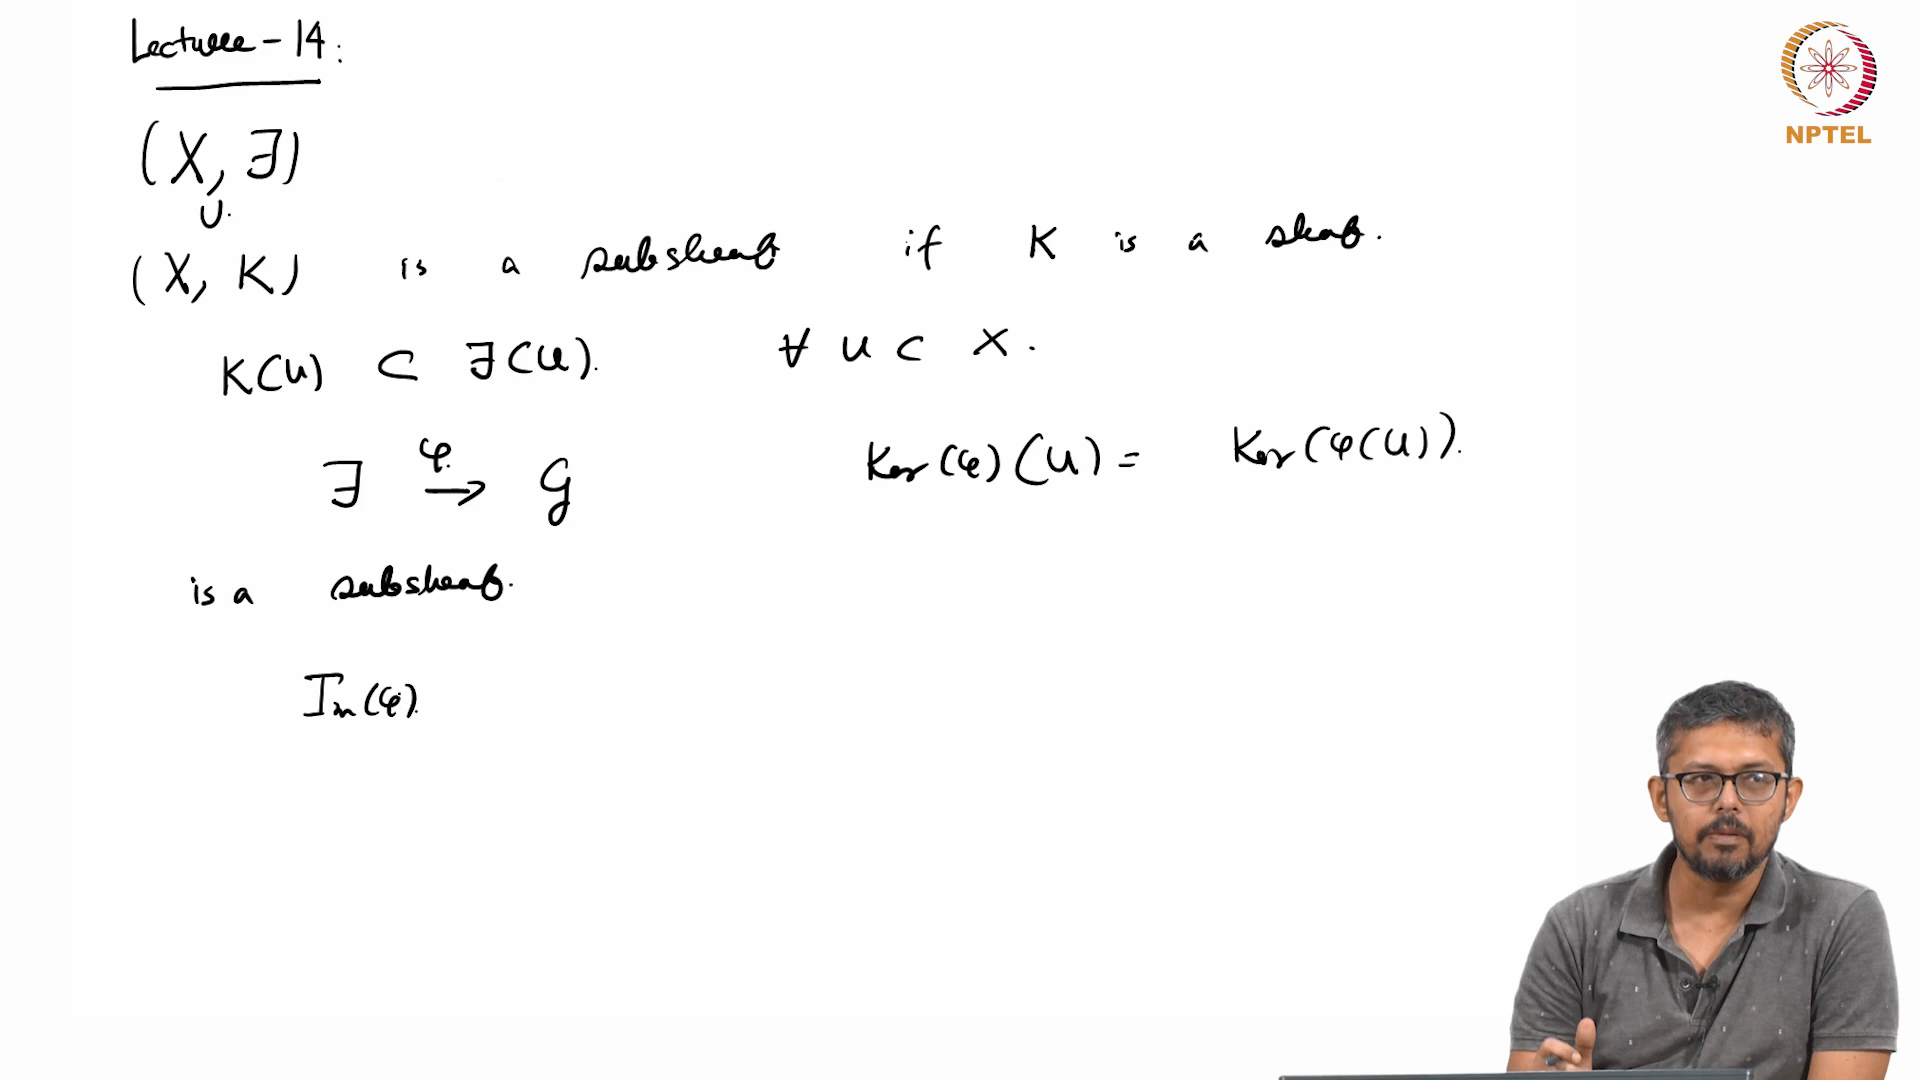 Lecture - 14:
(X, ℱ)
U.
(X, K) is a subsheaf if K is a sheaf.
K(U) ⊂ ℱ(U). ∀ U ⊂ X.
ℱ →^φ G Ker(φ)(U) = Ker(φ(U)).
is a subsheaf.
Im(φ).
NPTEL